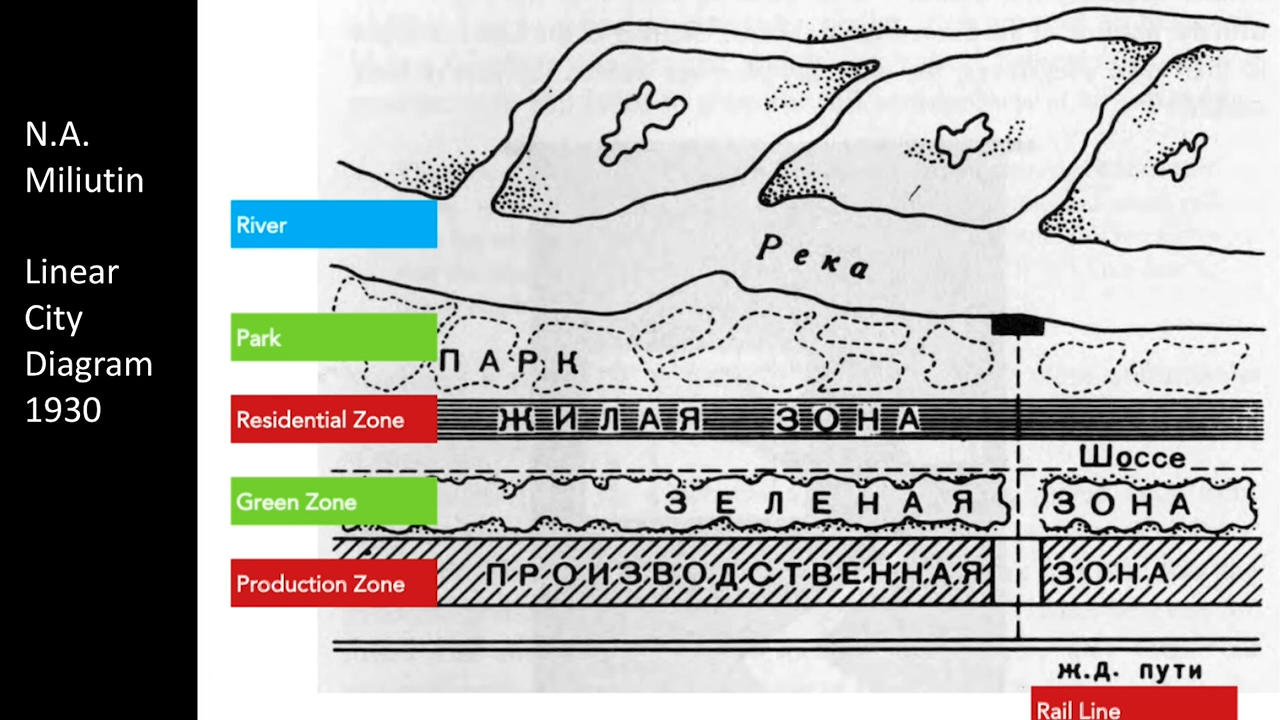 N.A.
Miliutin
Linear
City
Diagram
1930
River
Река
Park
ПАРК
Residential Zone
ЖИЛАЯ ЗОНА
Шоссе
Green Zone
ЗЕЛЕНАЯ ЗОНА
Production Zone
ПРОИЗВОДСТВЕННАЯ ЗОНА
ж.д. пути
Rail Line